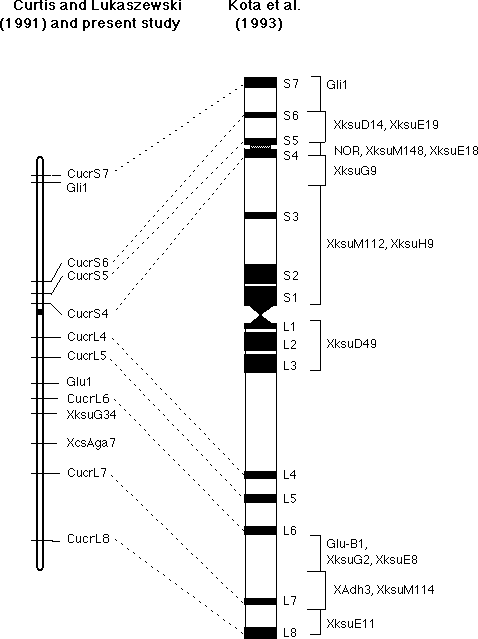 Curtis and Lukaszewski
(1991) and present study
Kota et al.
(1993)
CucrS7
Gli1
CucrS6
CucrS5
CucrS4
CucrL4
CucrL5
Glu1
CucrL6
XksuG34
XcsAga7
CucrL7
CucrL8
S7
S6
S5
S4
S3
S2
S1
L1
L2
L3
L4
L5
L6
L7
L8
Gli1
XksuD14, XksuE19
NOR, XksuM148, XksuE18
XksuG9
XksuM112, XksuH9
XksuD49
Glu-B1,
XksuG2, XksuE8
XAdh3, XksuM114
XksuE11